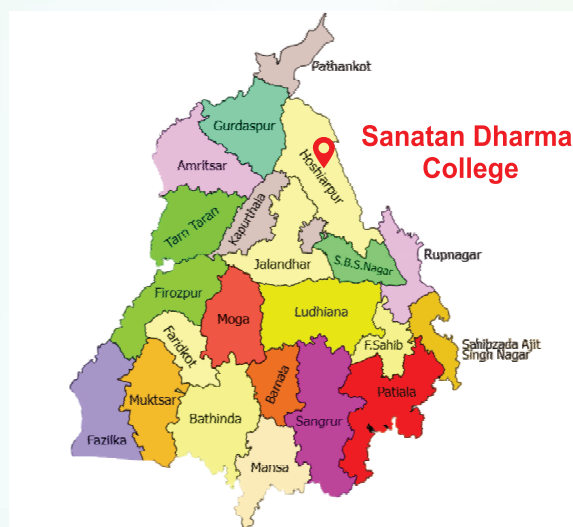 Pathankot
Gurdaspur
Sanatan Dharma
College
Hoshiarpur
Amritsar
Kapurthala
Tarn Taran
Jalandhar
S.B.S.Nagar
Rupnagar
Firozpur
Moga
Ludhiana
Faridkot
F.Sahib
Sahibzada Ajit
Singh Nagar
Fazilka
Muktsar
Bathinda
Barnala
Sangrur
Patiala
Mansa